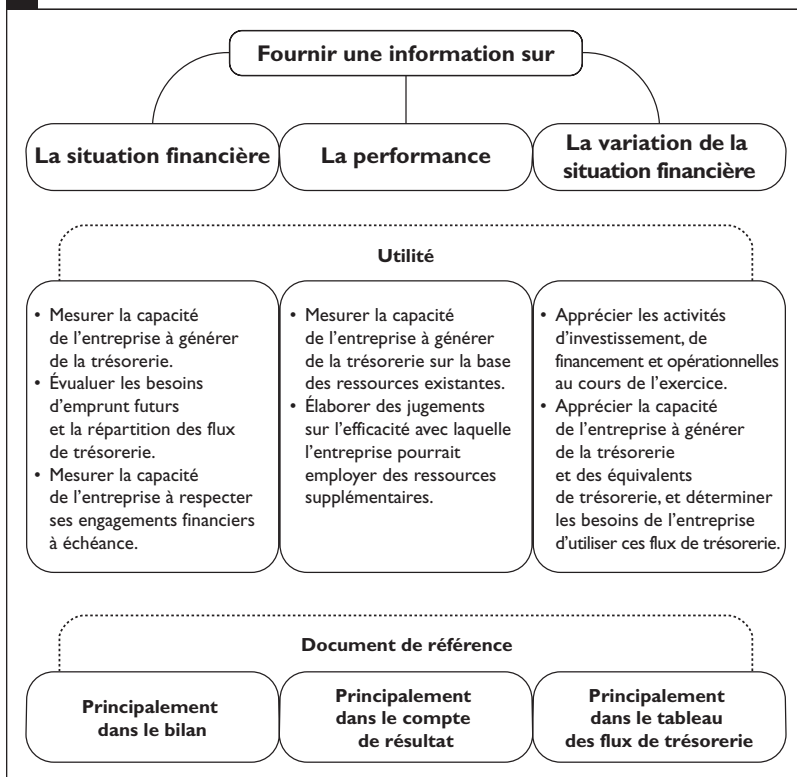 Fournir une information sur
La situation financière
La performance
La variation de la
situation financière
Utilité
• Mesurer la capacité
de l’entreprise à générer
de la trésorerie.
• Évualuer les besoins
d’emprunt futurs
et la répartition des flux
de trésorerie.
• Mesurer la capacité
de l’entreprise à respecter
ses engagements financiers
à échéance.
• Mesurer la capacité
de l’entreprise à générer
de la trésorerie sur la base
des ressources existantes.
• Élaborer des jugements
sur l’efficacité avec laquelle
l’entreprise pourrait
employer des ressources
supplémentaires.
• Apprécier les activités
d’investissement, de
financement et opérationnelles
au cours de l’exercice.
• Apprécier la capacité
de l’entreprise à générer
de la trésorerie
et des équivalents
de trésorerie, et déterminer
les besoins de l’entreprise
d’utiliser ces flux de trésorerie.
Document de référence
Principalement
dans le bilan
Principalement
dans le compte
de résultat
Principalement
dans le tableau
des flux de trésorerie